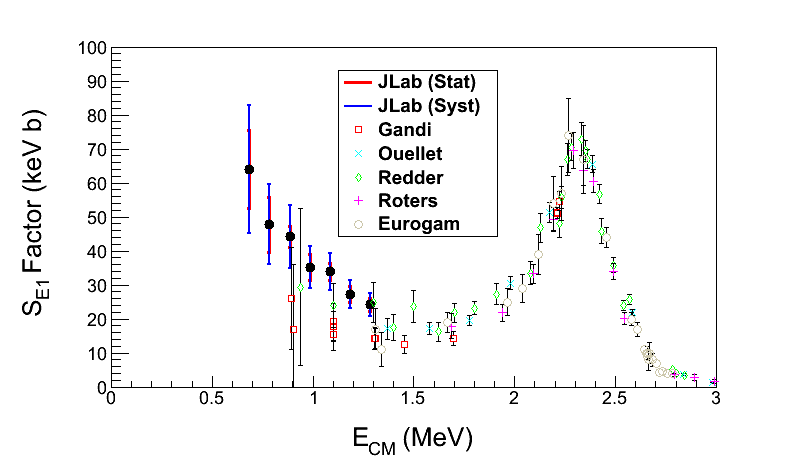 100
90
80
70
60
50
40
30
20
10
0
S_E1 Factor (keV b)
JLab (Stat)
JLab (Syst)
Gandi
Ouellet
Redder
Roters
Eurogam
0 0.5 1 1.5 2 2.5 3
E_CM (MeV)